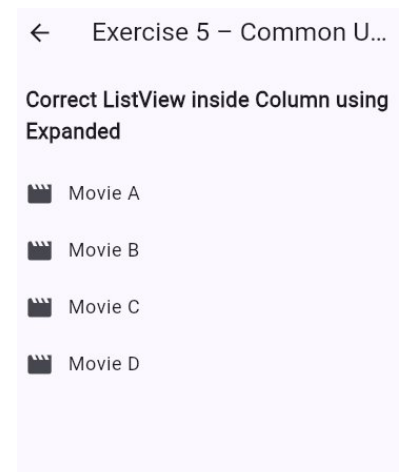 Exercise 5 – Common U...
Correct ListView inside Column using
Expanded
Movie A
Movie B
Movie C
Movie D